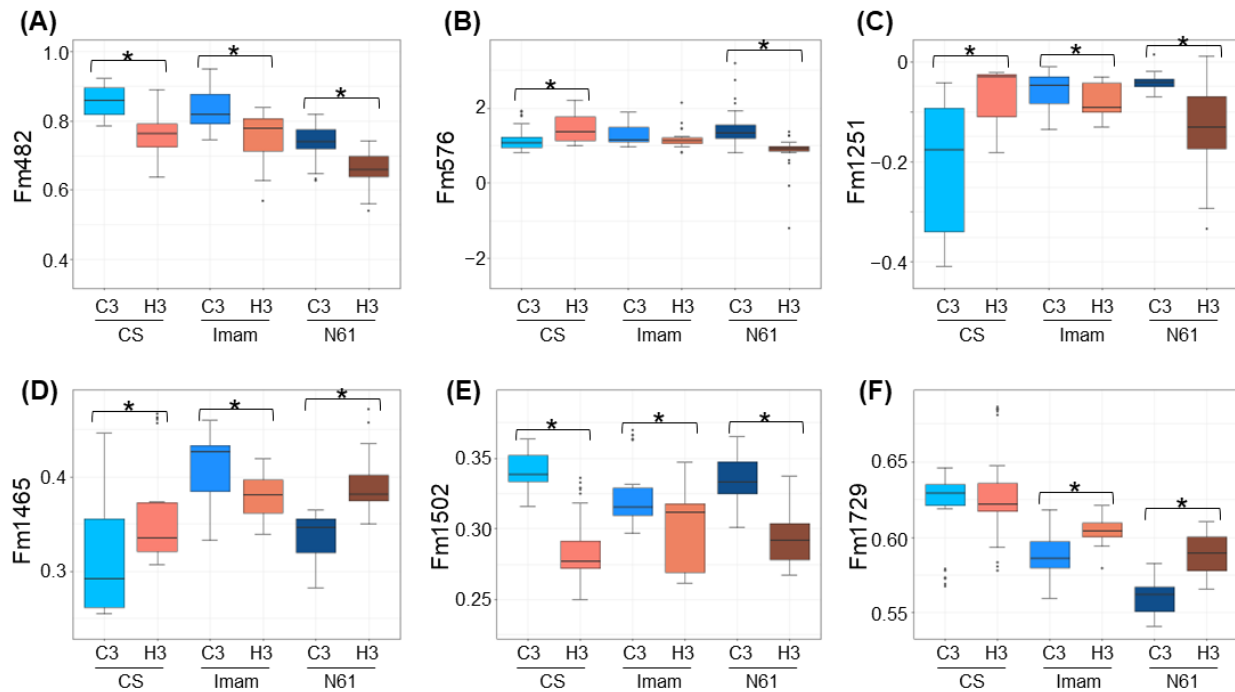 (A)
Fm482
1.0
0.8
0.6
0.4
*
*
*
C3 H3 C3 H3 C3 H3
CS Imam N61
(B)
Fm576
2
0
−2
*
*
C3 H3 C3 H3 C3 H3
CS Imam N61
(C)
Fm1251
0
−0.2
−0.4
*
*
*
C3 H3 C3 H3 C3 H3
CS Imam N61
(D)
Fm1465
0.4
0.3
*
*
*
C3 H3 C3 H3 C3 H3
CS Imam N61
(E)
Fm1502
0.35
0.30
0.25
*
*
*
C3 H3 C3 H3 C3 H3
CS Imam N61
(F)
Fm1729
0.65
0.60
0.55
*
*
C3 H3 C3 H3 C3 H3
CS Imam N61